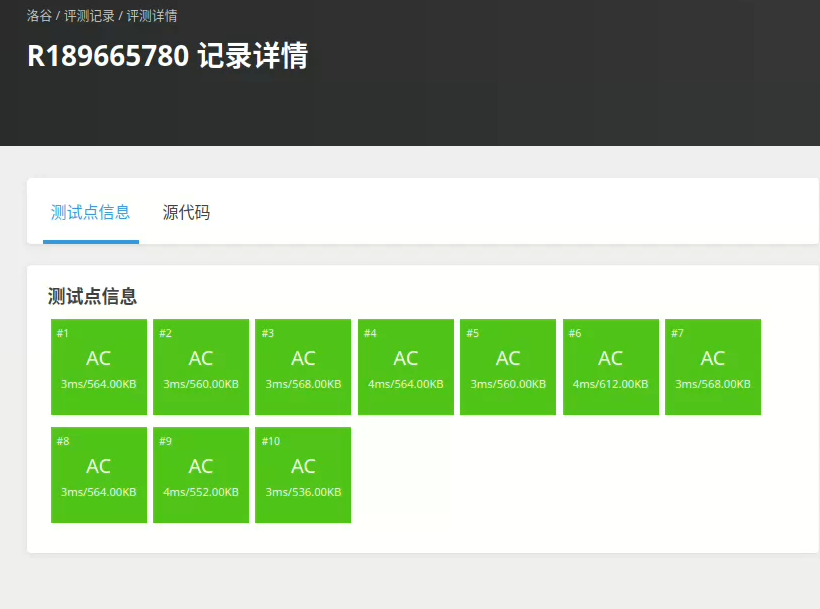 洛谷 / 评测记录 / 评测详情
R189665780 记录详情
测试点信息 源代码
测试点信息
#1 #2 #3 #4 #5 #6 #7
AC AC AC AC AC AC AC
3ms/564.00KB 3ms/560.00KB 3ms/568.00KB 4ms/564.00KB 3ms/560.00KB 4ms/612.00KB 3ms/568.00KB
#8 #9 #10
AC AC AC
3ms/564.00KB 4ms/552.00KB 3ms/536.00KB